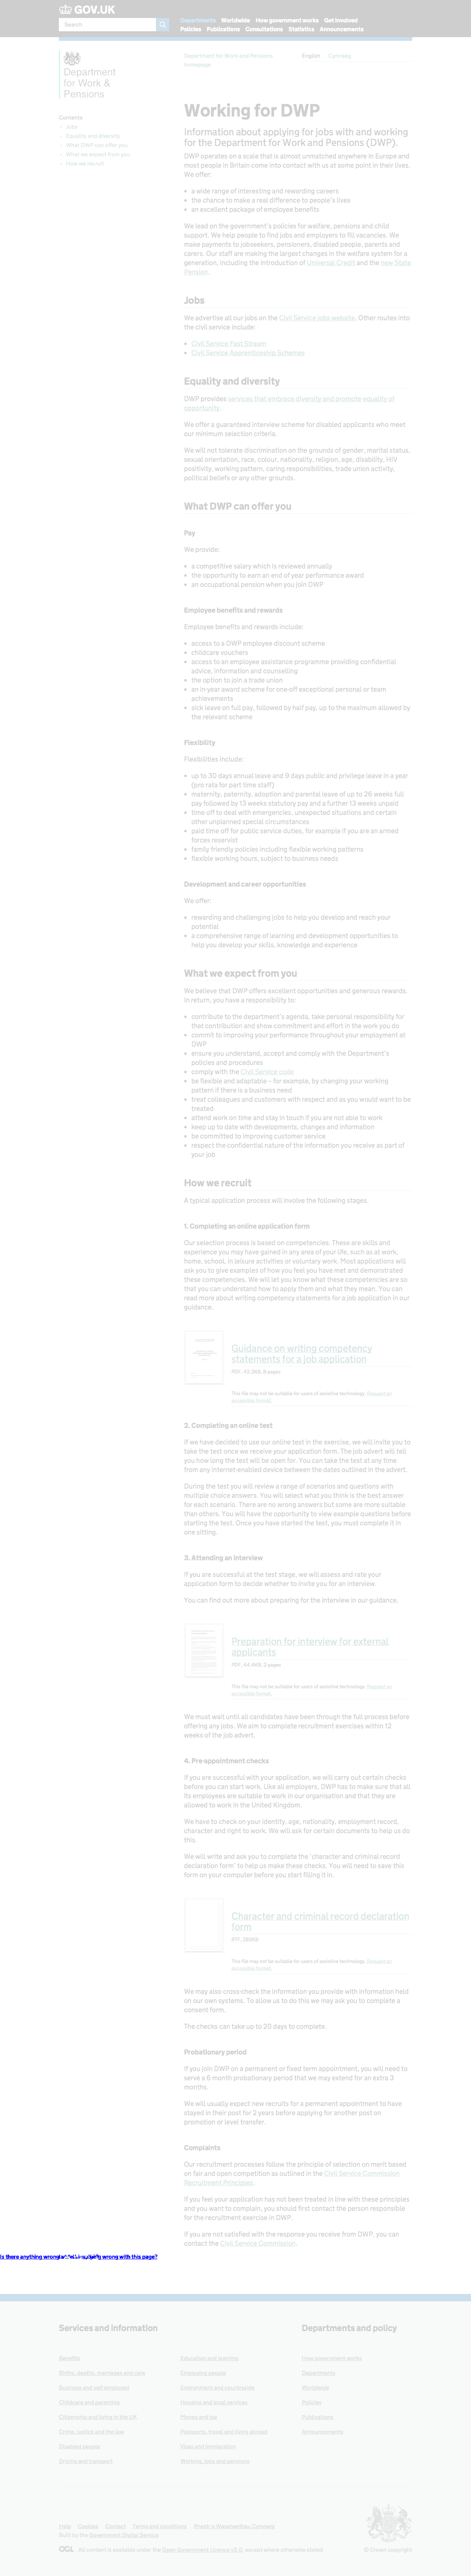 GOV.UK
Search
Departments Worldwide How government works Get involved
Policies Publications Consultations Statistics Announcements
Department
for Work &
Pensions
Department for Work and Pensions
homepage
English Cymraeg
Contents
- Jobs
- Equality and diversity
- What DWP can offer you
- What we expect from you
- How we recruit
Working for DWP
Information about applying for jobs with and working
for the Department for Work and Pensions (DWP).
DWP operates on a scale that is almost unmatched anywhere in Europe and
most people in Britain come into contact with us at some point in their lives.
We offer:
• a wide range of interesting and rewarding careers
• the chance to make a real difference to people's lives
• an excellent package of employee benefits
We lead on the government's policies for welfare, pensions and child
support. We help people to find jobs and employers to fill vacancies. We
make payments to jobseekers, pensioners, disabled people, parents and
carers. Our staff are making the largest changes in the welfare system for a
generation, including the introduction of Universal Credit and the new State
Pension.
Jobs
We advertise all our jobs on the Civil Service jobs website. Other routes into
the civil service include:
• Civil Service Fast Stream
• Civil Service Apprenticeship Schemes
Equality and diversity
DWP provides services that embrace diversity and promote equality of
opportunity.
We offer a guaranteed interview scheme for disabled applicants who meet
our minimum selection criteria.
We will not tolerate discrimination on the grounds of gender, marital status,
sexual orientation, race, colour, nationality, religion, age, disability, HIV
positivity, working pattern, caring responsibilities, trade union activity,
political beliefs or any other grounds.
What DWP can offer you
Pay
We provide:
• a competitive salary which is reviewed annually
• the opportunity to earn an end of year performance award
• an occupational pension when you join DWP
Employee benefits and rewards
Employee benefits and rewards include:
• access to a DWP employee discount scheme
• childcare vouchers
• access to an employee assistance programme providing confidential
advice, information and counselling
• the option to join a trade union
• an in-year award scheme for one-off exceptional personal or team
achievements
• sick leave on full pay, followed by half pay, up to the maximum allowed by
the relevant scheme
Flexibility
Flexibilities include:
• up to 30 days annual leave and 9 days public and privilege leave in a year
(pro rata for part time staff)
• maternity, paternity, adoption and parental leave of up to 26 weeks full
pay followed by 13 weeks statutory pay and a further 13 weeks unpaid
• time off to deal with emergencies, unexpected situations and certain
other unplanned special circumstances
• paid time off for public service duties, for example if you are an armed
forces reservist
• family friendly policies including flexible working patterns
• flexible working hours, subject to business needs
Development and career opportunities
We offer:
• rewarding and challenging jobs to help you develop and reach your
potential
• a comprehensive range of learning and development opportunities to
help you develop your skills, knowledge and experience
What we expect from you
We believe that DWP offers excellent opportunities and generous rewards.
In return, you have a responsibility to:
• contribute to the department's agenda, take personal responsibility for
that contribution and show commitment and effort in the work you do
• commit to improving your performance throughout your employment at
DWP
• ensure you understand, accept and comply with the Department's
policies and procedures
• comply with the Civil Service code
• be flexible and adaptable – for example, by changing your working
pattern if there is a business need
• treat colleagues and customers with respect and as you would want to be
treated
• attend work on time and stay in touch if you are not able to work
• keep up to date with developments, changes and information
• be committed to improving customer service
• respect the confidential nature of the information you receive as part of
your job
How we recruit
A typical application process will involve the following stages.
1. Completing an online application form
Our selection process is based on competencies. These are skills and
experience you may have gained in any area of your life, such as at work,
home, school, in leisure activities or voluntary work. Most applications will
ask you to give examples of how you feel you have met and demonstrated
these competencies. We will let you know what these competencies are so
that you can understand how to apply them and what they mean. You can
read more about writing competency statements for a job application in our
guidance.
Guidance on writing competency
statements for a job application
PDF, 42.3KB, 8 pages
This file may not be suitable for users of assistive technology. Request an
accessible format.
2. Completing an online test
If we have decided to use our online test in the exercise, we will invite you to
take the test once we receive your application form. The job advert will tell
you whether we will use an online test or not. You can take the test at any time
from any internet enabled device between the dates outlined in the advert.
During the test you will review a range of scenarios and questions with
multiple choice answers. You will select what you think is the best answer
for each scenario. There are no wrong answers but some are more suitable
than others. You will have the opportunity to view sample questions before
starting the test. Once you have started the test, you must complete it in
one sitting.
3. Attending an interview
If you are successful at the test stage, we will assess and rate your
application form to decide whether to invite you for an interview.
You can find out more about preparing for the interview in our guidance.
Preparation for interview for external
applicants
PDF, 44.4KB, 2 pages
This file may not be suitable for users of assistive technology. Request an
accessible format.
We must wait until all candidates have been through the full process before
offering any jobs. We aim to complete recruitment exercises within 12
weeks of the job advert.
4. Pre-appointment checks
If you are successful with your application, we will carry out certain checks
before you can start work. Like all employers, DWP has to make sure that all
its employees are suitable to work in our organisation and that they are
allowed to work in the United Kingdom.
We have to check on your identity, age, nationality, employment record,
character and right to work. We will ask for certain documents to help us do
this.
We will write and ask you to complete the 'character and criminal record
declaration form' to help us make these checks. You will need to save this
form on your computer before you start filling it in.
Character and criminal record declaration
form
RTF, 289KB
This file may not be suitable for users of assistive technology. Request an
accessible format.
We may also cross-check the information you provide with information held
on our own systems. To allow us to do this we may ask you to complete a
consent form.
The checks can take up to 20 days to complete.
Probationary period
If you join DWP on a permanent or fixed term appointment, you will need to
serve a 6 month probationary period that we may extend for an extra 3
months.
We will usually expect new recruits for a permanent appointment to have
stayed in their post for 2 years before applying for another post on
promotion or level transfer.
Complaints
Our recruitment processes follow the principle of selection on merit based
on fair and open competition as outlined in the Civil Service Commission
Recruitment Principles.
If you feel your application has not been treated in line with these principles
and you want to complain, you should first contact the person responsible
for the recruitment exercise in DWP.
If you are not satisfied with the response you receive from DWP, you can
contact the Civil Service Commission.
Is there anything wrong wrong with this page?
Services and information
Benefits
Births, deaths, marriages and care
Business and self-employed
Childcare and parenting
Citizenship and living in the UK
Crime, justice and the law
Disabled people
Driving and transport
Education and learning
Employing people
Environment and countryside
Housing and local services
Money and tax
Passports, travel and living abroad
Visas and immigration
Working, jobs and pensions
Departments and policy
How government works
Departments
Worldwide
Policies
Publications
Announcements
Help Cookies Contact Terms and conditions Rhestr o Wasanaethau Cymraeg
Built by the Government Digital Service
OGL All content is available under the Open Government Licence v3.0, except where otherwise stated
© Crown copyright